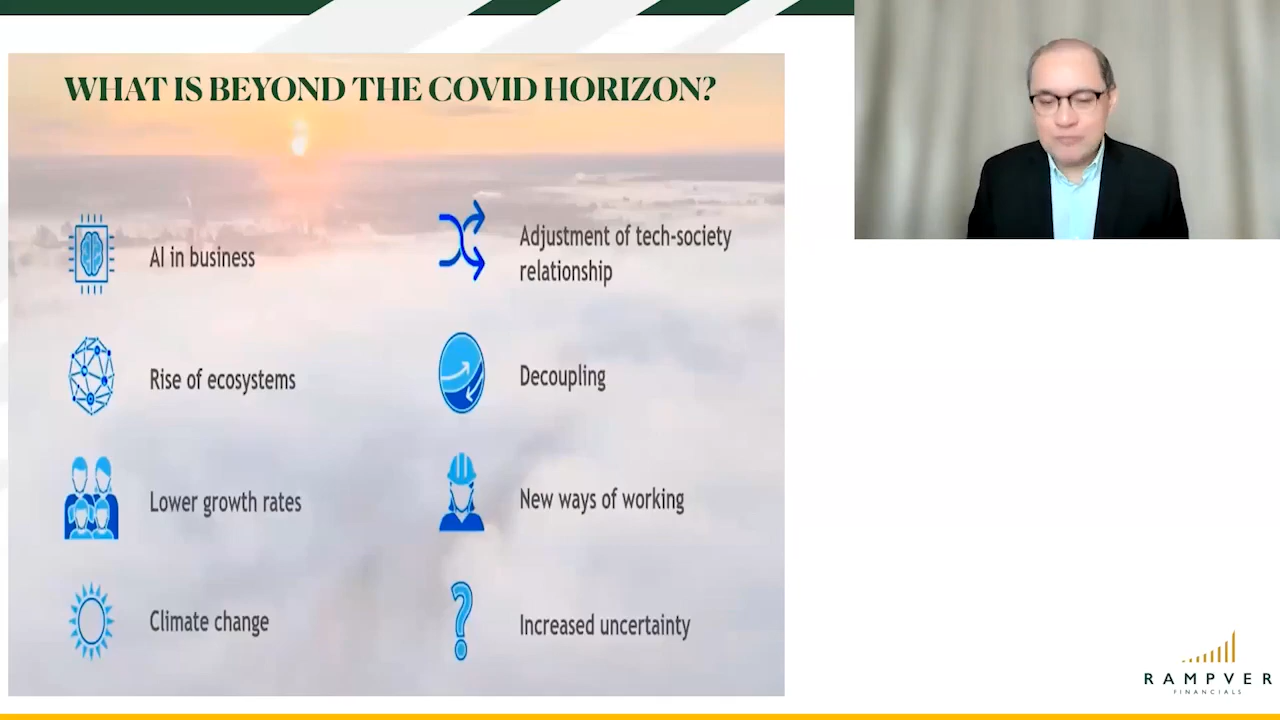 WHAT IS BEYOND THE COVID HORIZON?
AI in business
Rise of ecosystems
Lower growth rates
Climate change
Adjustment of tech-society
relationship
Decoupling
New ways of working
Increased uncertainty
RAMPVER
FINANCIALS